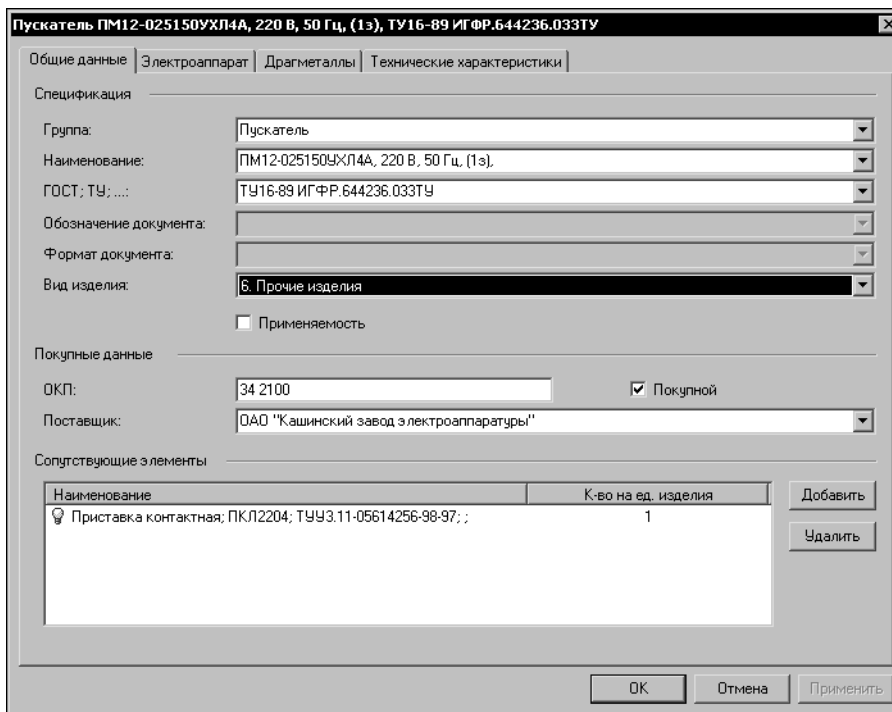 Пускатель ПМ12-025150УХЛ4А, 220 В, 50 Гц, (1з), ТУ16-89 ИГФР.644236.033ТУ
Общие данные Электроаппарат Драгметаллы Технические характеристики
Спецификация
Группа: Пускатель
Наименование: ПМ12-025150УХЛ4А, 220 В, 50 Гц, (1з),
ГОСТ; ТУ; ...: ТУ16-89 ИГФР.644236.033ТУ
Обозначение документа:
Формат документа:
Вид изделия: 6. Прочие изделия
Применяемость
Покупные данные
ОКП: 34 2100 Покупной
Поставщик: ОАО "Кашинский завод электроаппаратуры"
Сопутствующие элементы
Наименование К-во на ед. изделия Добавить
Приставка контактная; ПКЛ2204; ТУУ3.11-05614256-98-97; ; 1
Удалить
OK Отмена Применить